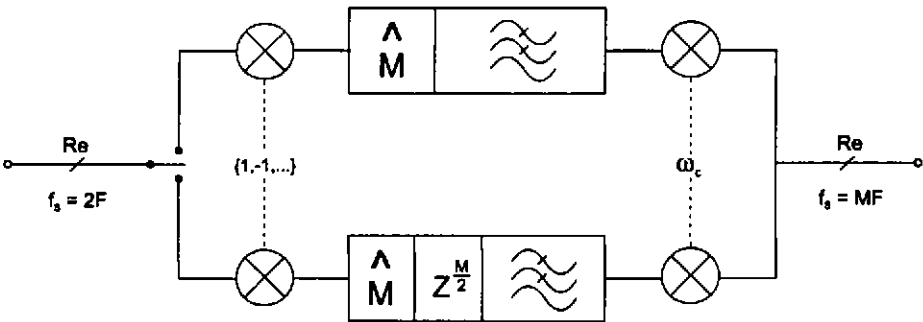 ^
M
Re
f_s = 2F
{1,-1,...}
ω_c
Re
f_s = MF
^
M
Z^{M/2}